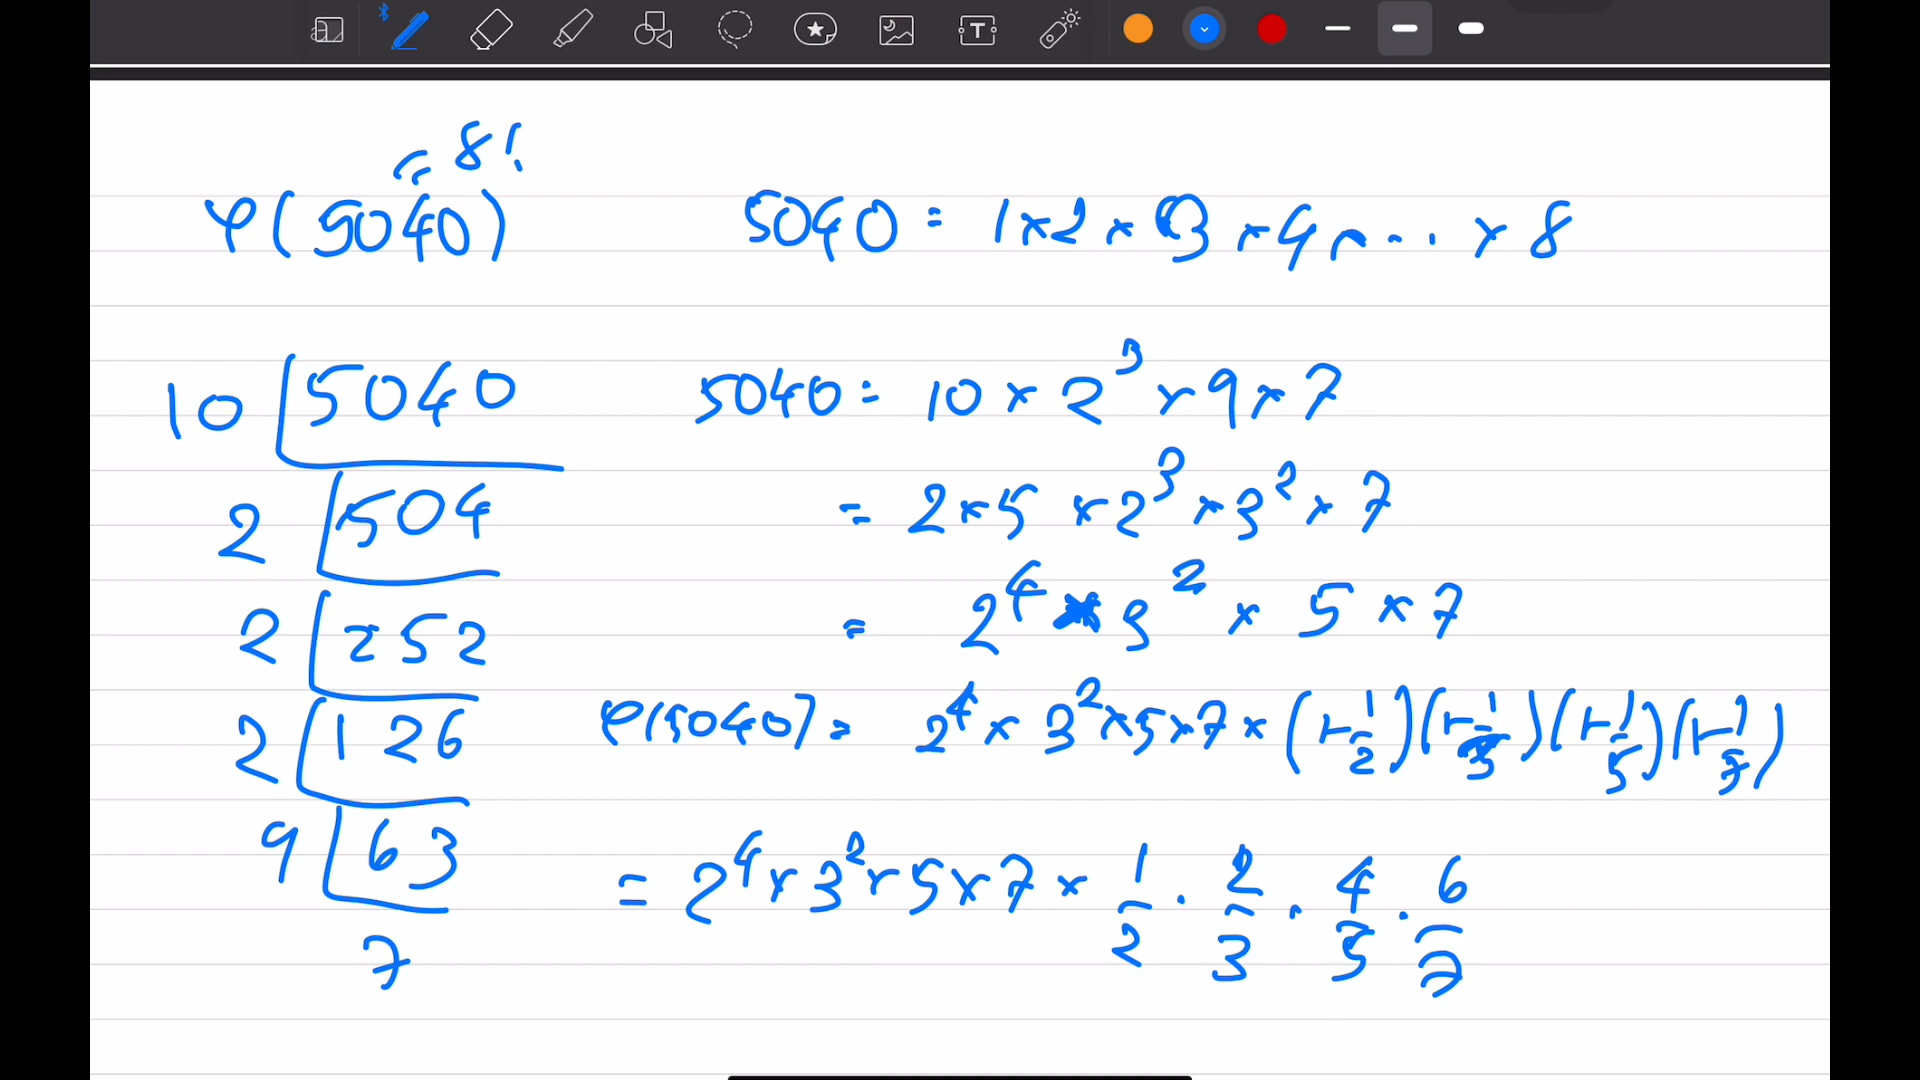 = 8!
φ(5040)
5040 = 1×2×3×4×...×8
10 | 5040
2 | 504
2 | 252
2 | 126
9 | 63
7
5040 = 10 × 2³ × 9 × 7
= 2×5 × 2³ × 3² × 7
= 2⁴ × 3² × 5 × 7
φ(5040) = 2⁴ × 3² × 5 × 7 × (1-1/2)(1-1/3)(1-1/5)(1-1/7)
= 2⁴ × 3² × 5 × 7 × 1/2 · 2/3 · 4/5 · 6/7